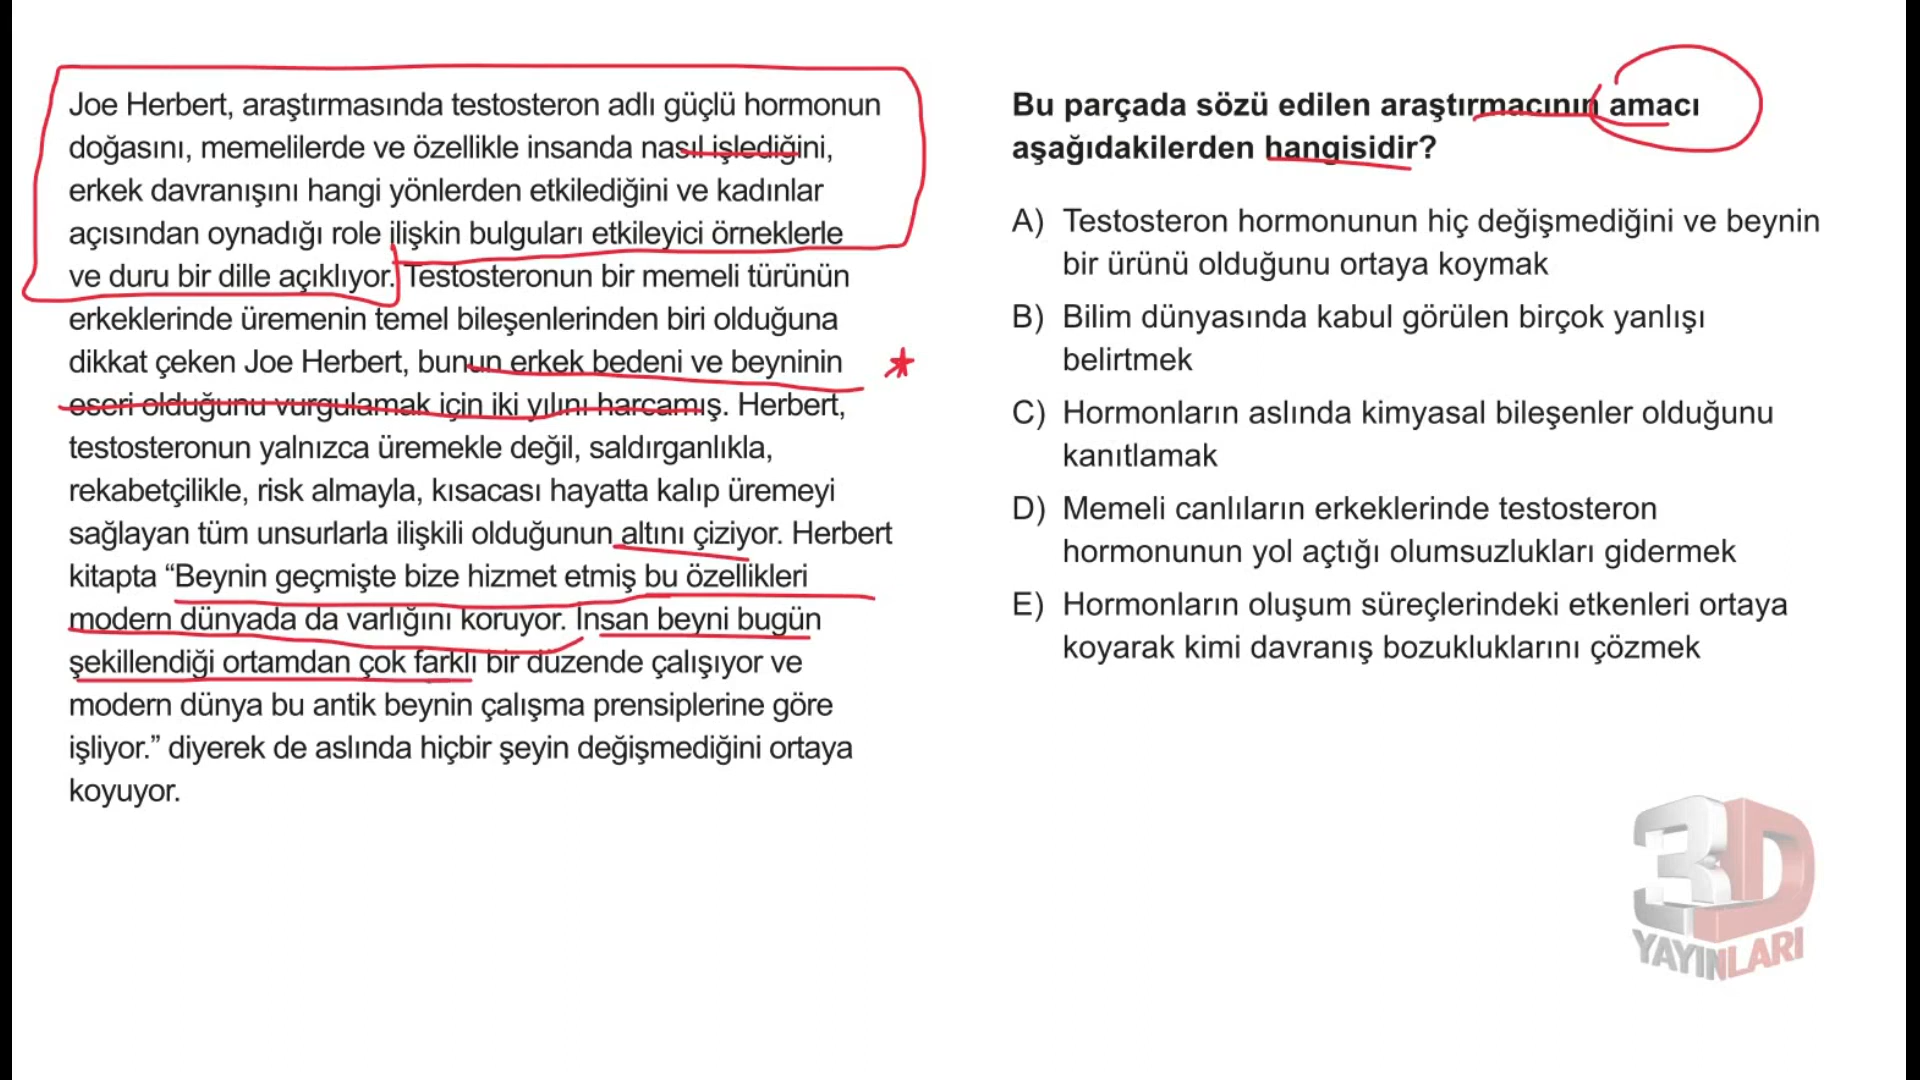 Joe Herbert, araştırmasında testosteron adlı güçlü hormonun
doğasını, memelilerde ve özellikle insanda nasıl işlediğini,
erkek davranışını hangi yönlerden etkilediğini ve kadınlar
açısından oynadığı role ilişkin bulguları etkileyici örneklerle
ve duru bir dille açıklıyor. Testosteronun bir memeli türünün
erkeklerinde üremenin temel bileşenlerinden biri olduğuna
dikkat çeken Joe Herbert, bunun erkek bedeni ve beyninin
eseri olduğunu vurgulamak için iki yılını harcamış. Herbert,
testosteronun yalnızca üremekle değil, saldırganlıkla,
rekabetçilikle, risk almayla, kısacası hayatta kalıp üremeyi
sağlayan tüm unsurlarla ilişkili olduğunun altını çiziyor. Herbert
kitapta “Beynin geçmişte bize hizmet etmiş bu özellikleri
modern dünyada da varlığını koruyor. İnsan beyni bugün
şekillendiği ortamdan çok farklı bir düzende çalışıyor ve
modern dünya bu antik beynin çalışma prensiplerine göre
işliyor.” diyerek de aslında hiçbir şeyin değişmediğini ortaya
koyuyor.
Bu parçada sözü edilen araştırmacının amacı
aşağıdakilerden hangisidir?
A) Testosteron hormonunun hiç değişmediğini ve beynin
bir ürünü olduğunu ortaya koymak
B) Bilim dünyasında kabul görülen birçok yanlışı
belirtmek
C) Hormonların aslında kimyasal bileşenler olduğunu
kanıtlamak
D) Memeli canlıların erkeklerinde testosteron
hormonunun yol açtığı olumsuzlukları gidermek
E) Hormonların oluşum süreçlerindeki etkenleri ortaya
koyarak kimi davranış bozukluklarını çözmek
3D
YAYINLARI